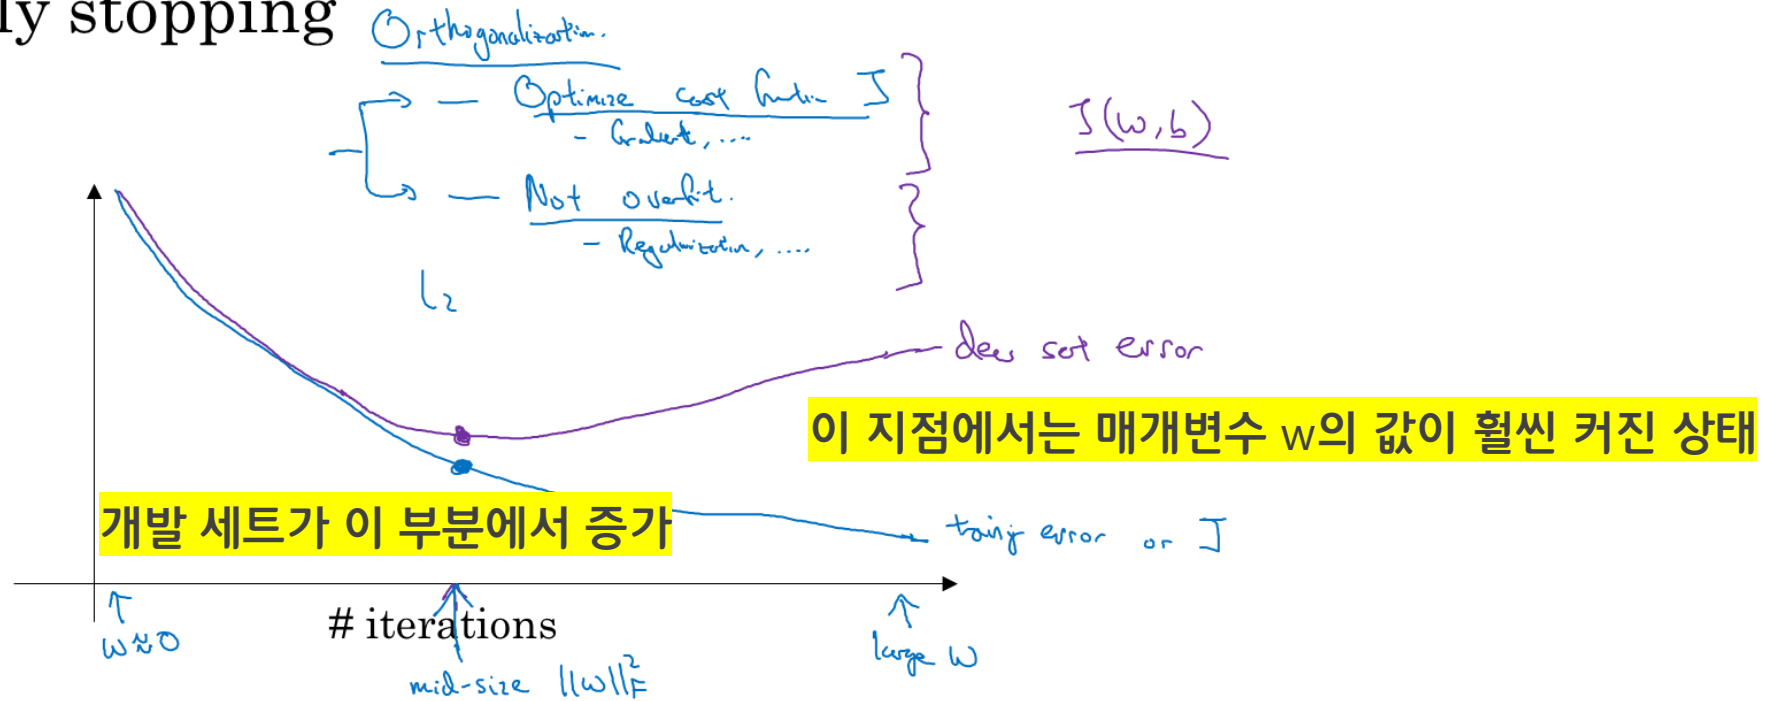 ly stopping
Orthogonalization.
— Optimize cost function J
- Gradient, ....
J(w,b)
— Not overfit.
- Regularization, ....
L2
dev set error
이 지점에서는 매개변수 w의 값이 훨씬 커진 상태
개발 세트가 이 부분에서 증가
training error or J
# iterations
w≈0
large w
mid-size ||w||²F